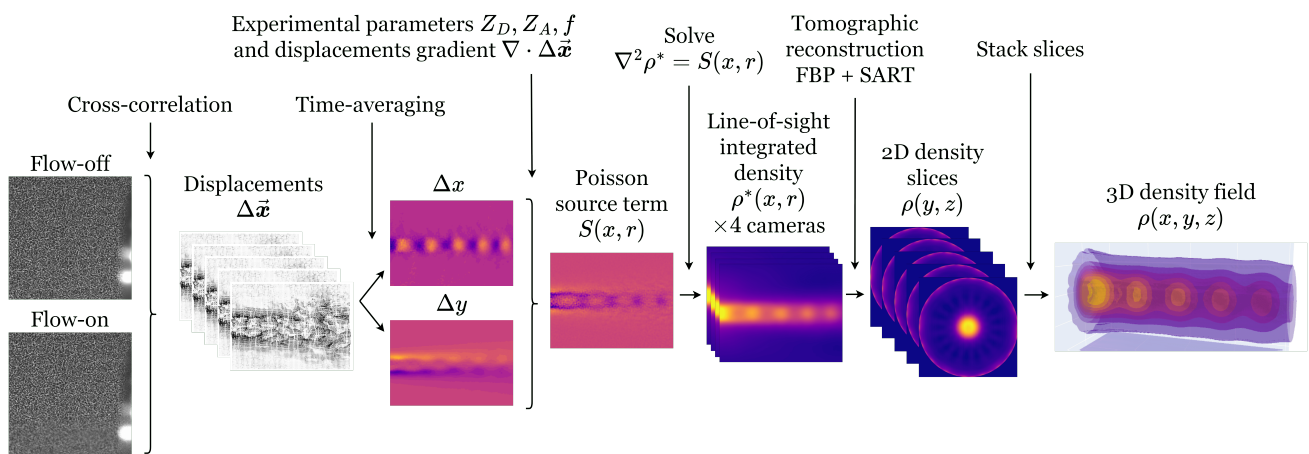 Experimental parameters Z_D, Z_A, f
and displacements gradient ∇ · Δx⃗
Solve
∇²ρ* = S(x, r)
Tomographic
reconstruction
FBP + SART
Stack slices
Cross-correlation
Time-averaging
Flow-off
Flow-on
Displacements
Δx⃗
Δx
Δy
Poisson
source term
S(x, r)
Line-of-sight
integrated
density
ρ*(x, r)
×4 cameras
2D density
slices
ρ(y, z)
3D density field
ρ(x, y, z)